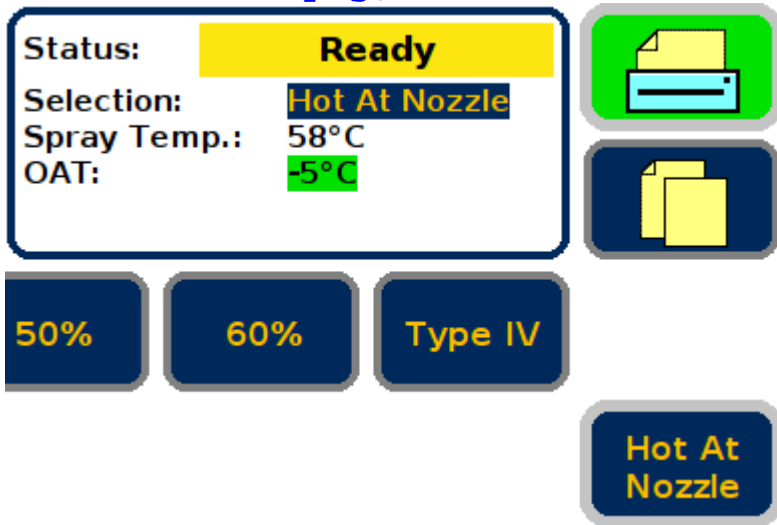 Status: Ready
Selection: Hot At Nozzle
Spray Temp.: 58°C
OAT: -5°C
50% 60% Type IV
Hot At
Nozzle